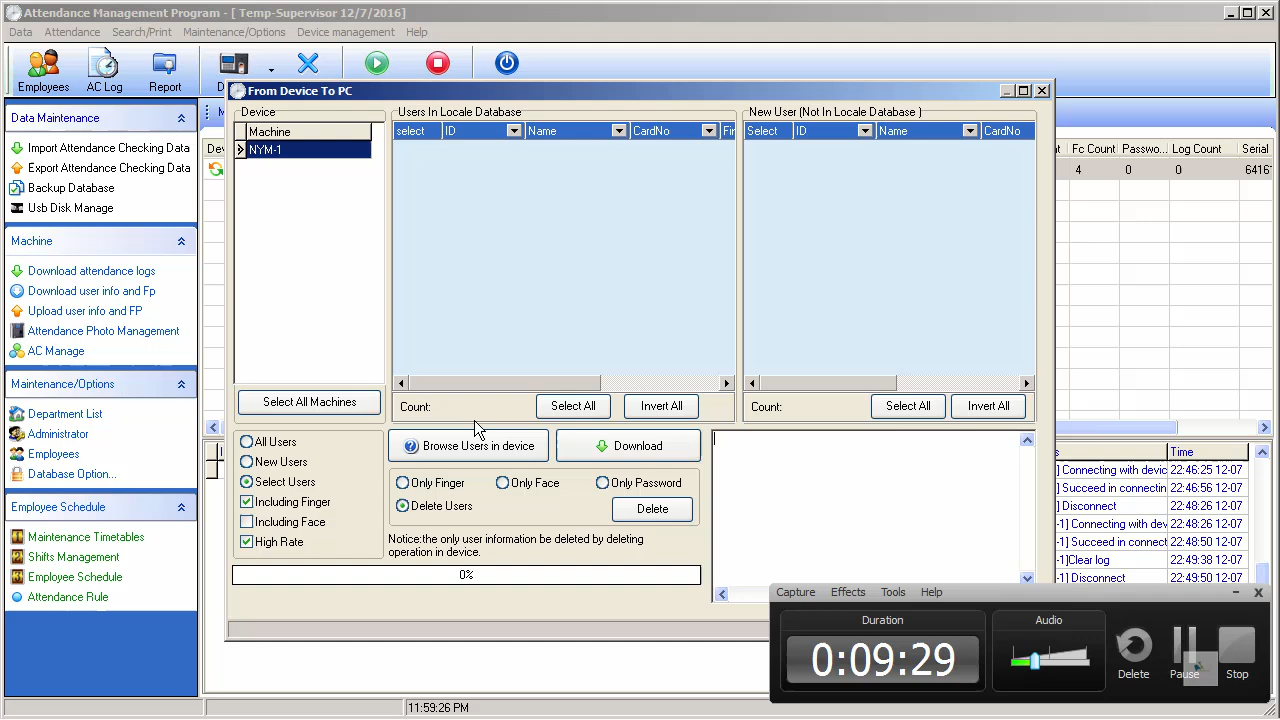 Attendance Management Program - [ Temp-Supervisor 12/7/2016]
Data Attendance Search/Print Maintenance/Options Device management Help
Employees AC Log Report
From Device To PC
Data Maintenance
Import Attendance Checking Data
Export Attendance Checking Data
Backup Database
Usb Disk Manage
Machine
Download attendance logs
Download user info and Fp
Upload user info and FP
Attendance Photo Management
AC Manage
Maintenance/Options
Department List
Administrator
Employees
Database Option...
Employee Schedule
Maintenance Timetables
Shifts Management
Employee Schedule
Attendance Rule
Device
Machine
NYM-1
Select All Machines
Users In Locale Database
select ID Name CardNo
Count: Select All Invert All
New User (Not In Locale Database )
Select ID Name CardNo
Count: Select All Invert All
Fc Count Passwo... Log Count Serial
4 0 0 6416
All Users
New Users
Select Users
Including Finger
Including Face
High Rate
Browse Users in device Download
Only Finger Only Face Only Password
Delete Users Delete
Notice:the only user information be deleted by deleting
operation in device.
0%
Time
] Connecting with devic 22:46:25 12-07
] Succeed in connectin 22:46:56 12-07
] Disconnect 22:48:26 12-07
-1] Connecting with dev 22:48:43 12-07
-1] Succeed in connect 22:48:50 12-07
-1]Clear log 22:49:38 12-07
-1] Disconnect 22:49:50 12-07
Capture Effects Tools Help
Duration
0:09:29
Audio
Delete Pause Stop
11:59:26 PM